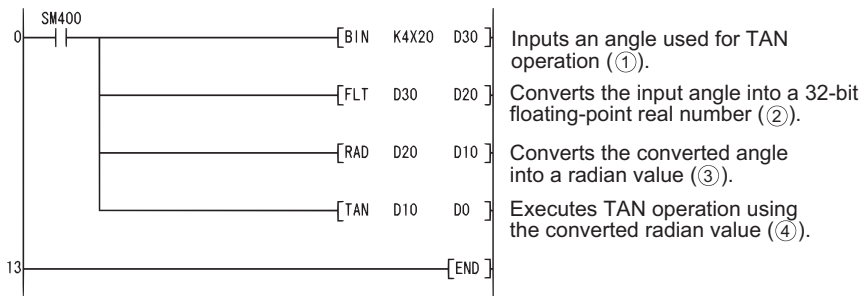 SM400
0 [BIN K4X20 D30] Inputs an angle used for TAN
operation (①).
[FLT D30 D20] Converts the input angle into a 32-bit
floating-point real number (②).
[RAD D20 D10] Converts the converted angle
into a radian value (③).
[TAN D10 D0] Executes TAN operation using
the converted radian value (④).
13 [END]